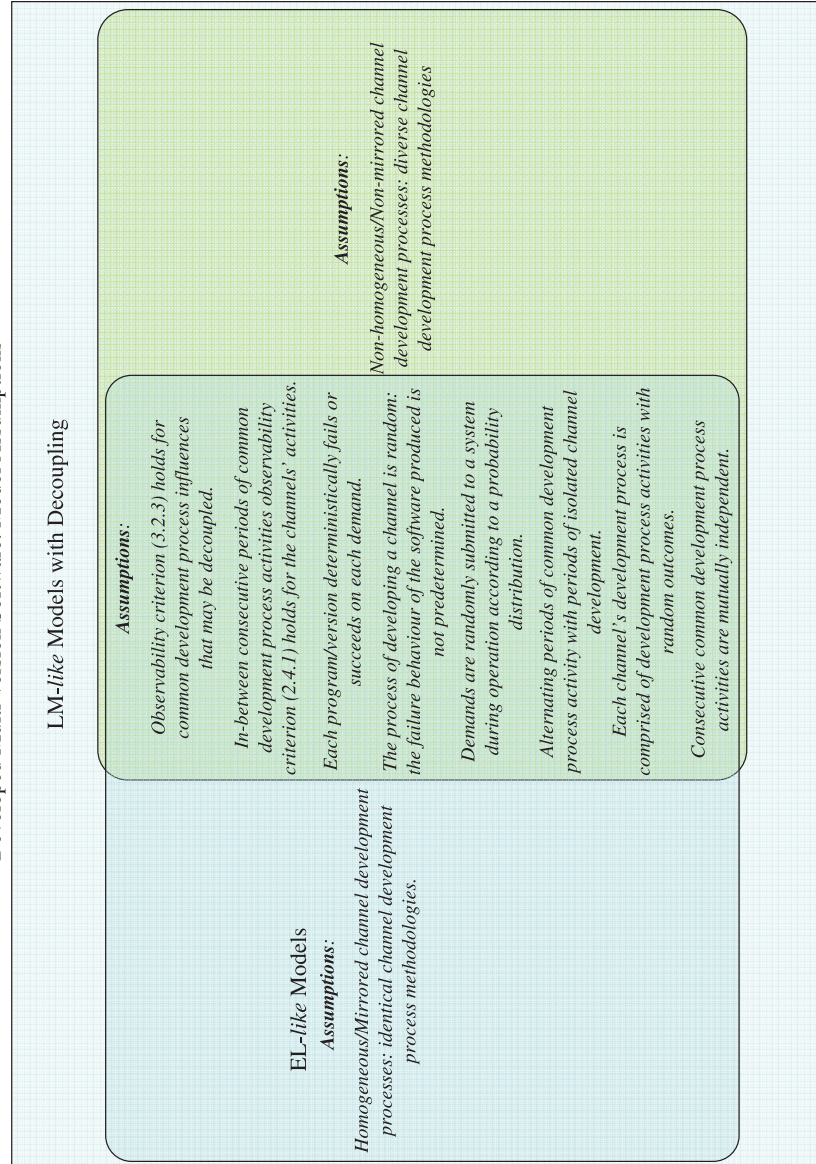 LM-like Models with Decoupling
EL-like Models
Assumptions:
Homogeneous/Mirrored channel development
processes: identical channel development
process methodologies.
Assumptions:
Observability criterion (3.2.3) holds for
common development process influences
that may be decoupled.
In-between consecutive periods of common
development process activities observability
criterion (2.4.1) holds for the channels' activities.
Each program/version deterministically fails or
succeeds on each demand.
The process of developing a channel is random:
the failure behaviour of the software produced is
not predetermined.
Demands are randomly submitted to a system
during operation according to a probability
distribution.
Alternating periods of common development
process activity with periods of isolated channel
development.
Each channel's development process is
comprised of development process activities with
random outcomes.
Consecutive common development process
activities are mutually independent.
Assumptions:
Non-homogeneous/Non-mirrored channel
development processes: diverse channel
development process methodologies